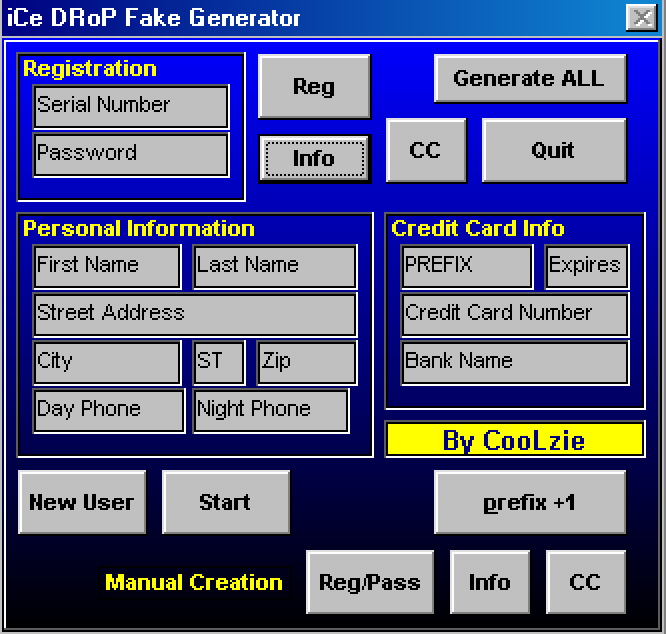 iCe DRoP Fake Generator
Registration
Serial Number
Password
Reg
Generate ALL
Info
CC
Quit
Personal Information
First Name
Last Name
Street Address
City
ST
Zip
Day Phone
Night Phone
Credit Card Info
PREFIX
Expires
Credit Card Number
Bank Name
By CooLzie
New User
Start
prefix +1
Manual Creation
Reg/Pass
Info
CC